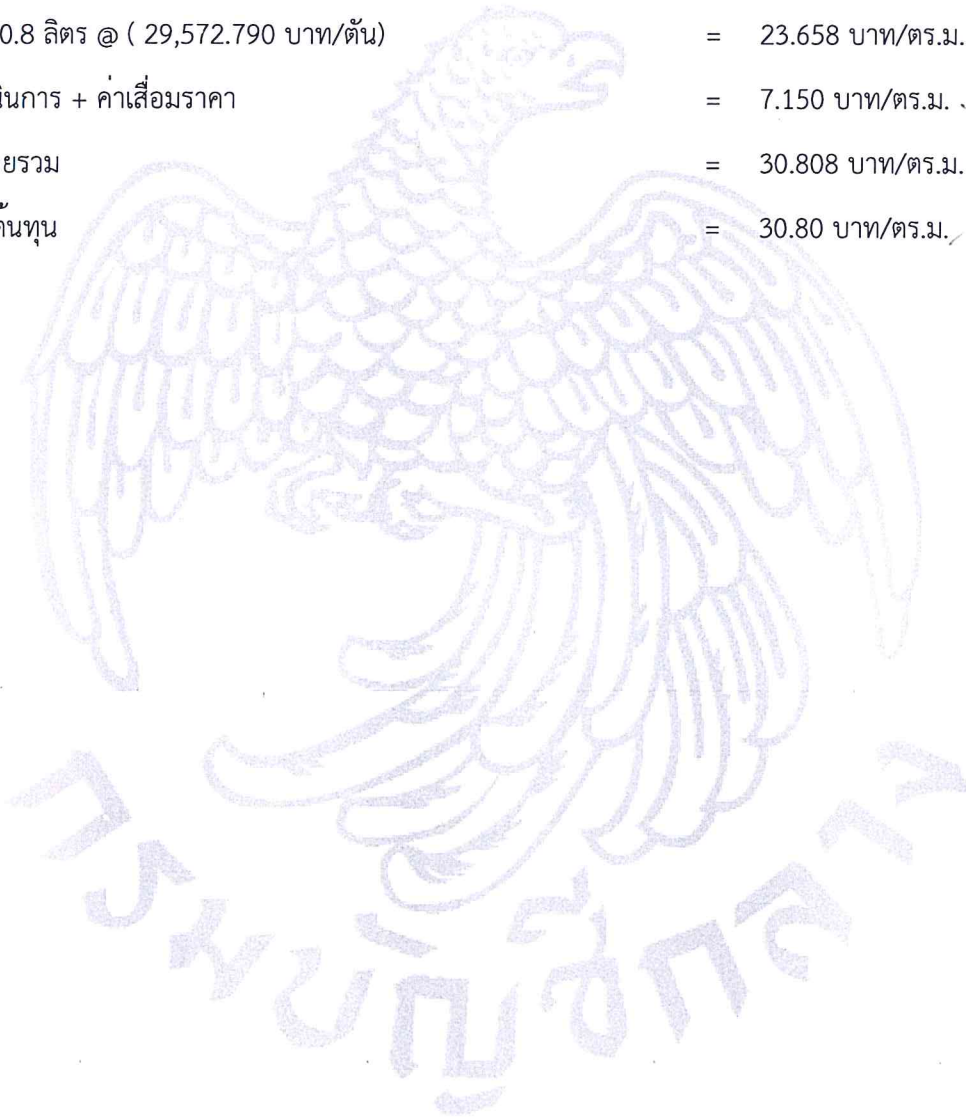 0.8 ลิตร @ ( 29,572.790 บาท/ตัน) = 23.658 บาท/ตร.ม.
นินการ + ค่าเสื่อมราคา = 7.150 บาท/ตร.ม.
ยรวม = 30.808 บาท/ตร.ม.
ต้นทุน = 30.80 บาท/ตร.ม.
กรมบัญชีกลาง